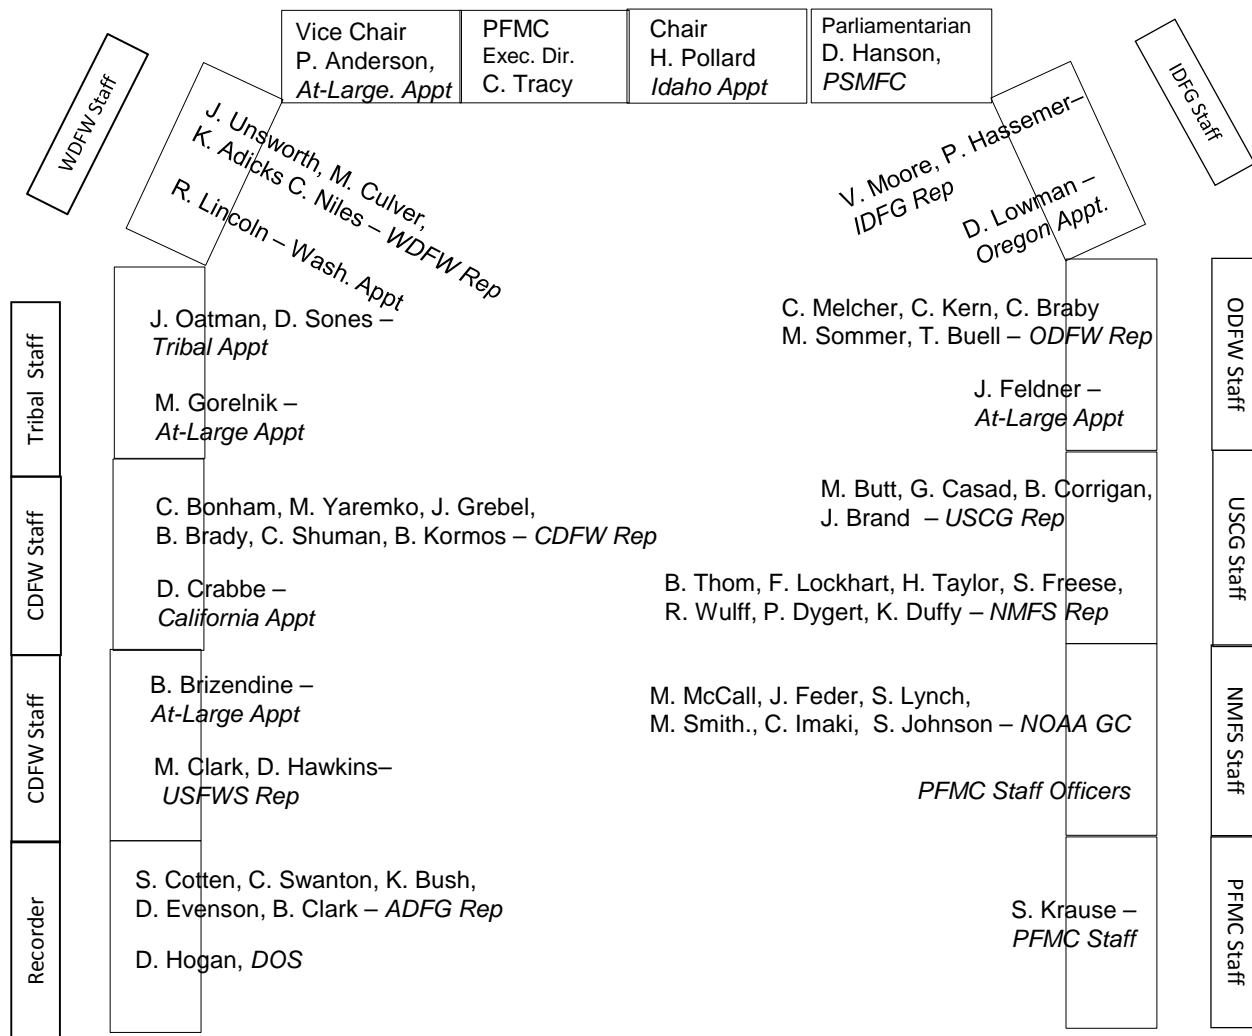 Vice Chair
P. Anderson,
At-Large. Appt
PFMC
Exec. Dir.
C. Tracy
Chair
H. Pollard
Idaho Appt
Parliamentarian
D. Hanson,
PSMFC
WDFW Staff
J. Unsworth, M. Culver,
K. Adicks C. Niles – WDFW Rep
R. Lincoln – Wash. Appt
V. Moore, P. Hassemer–
IDFG Rep
D. Lowman –
Oregon Appt.
IDFG Staff
Tribal Staff
J. Oatman, D. Sones –
Tribal Appt
M. Gorelnik –
At-Large Appt
C. Melcher, C. Kern, C. Braby
M. Sommer, T. Buell – ODFW Rep
J. Feldner –
At-Large Appt
ODFW Staff
CDFW Staff
C. Bonham, M. Yaremko, J. Grebel,
B. Brady, C. Shuman, B. Kormos – CDFW Rep
D. Crabbe –
California Appt
M. Butt, G. Casad, B. Corrigan,
J. Brand – USCG Rep
B. Thom, F. Lockhart, H. Taylor, S. Freese,
R. Wulff, P. Dygert, K. Duffy – NMFS Rep
USCG Staff
CDFW Staff
B. Brizendine –
At-Large Appt
M. Clark, D. Hawkins–
USFWS Rep
M. McCall, J. Feder, S. Lynch,
M. Smith., C. Imaki, S. Johnson – NOAA GC
PFMC Staff Officers
NMFS Staff
Recorder
S. Cotten, C. Swanton, K. Bush,
D. Evenson, B. Clark – ADFG Rep
D. Hogan, DOS
S. Krause –
PFMC Staff
PFMC Staff